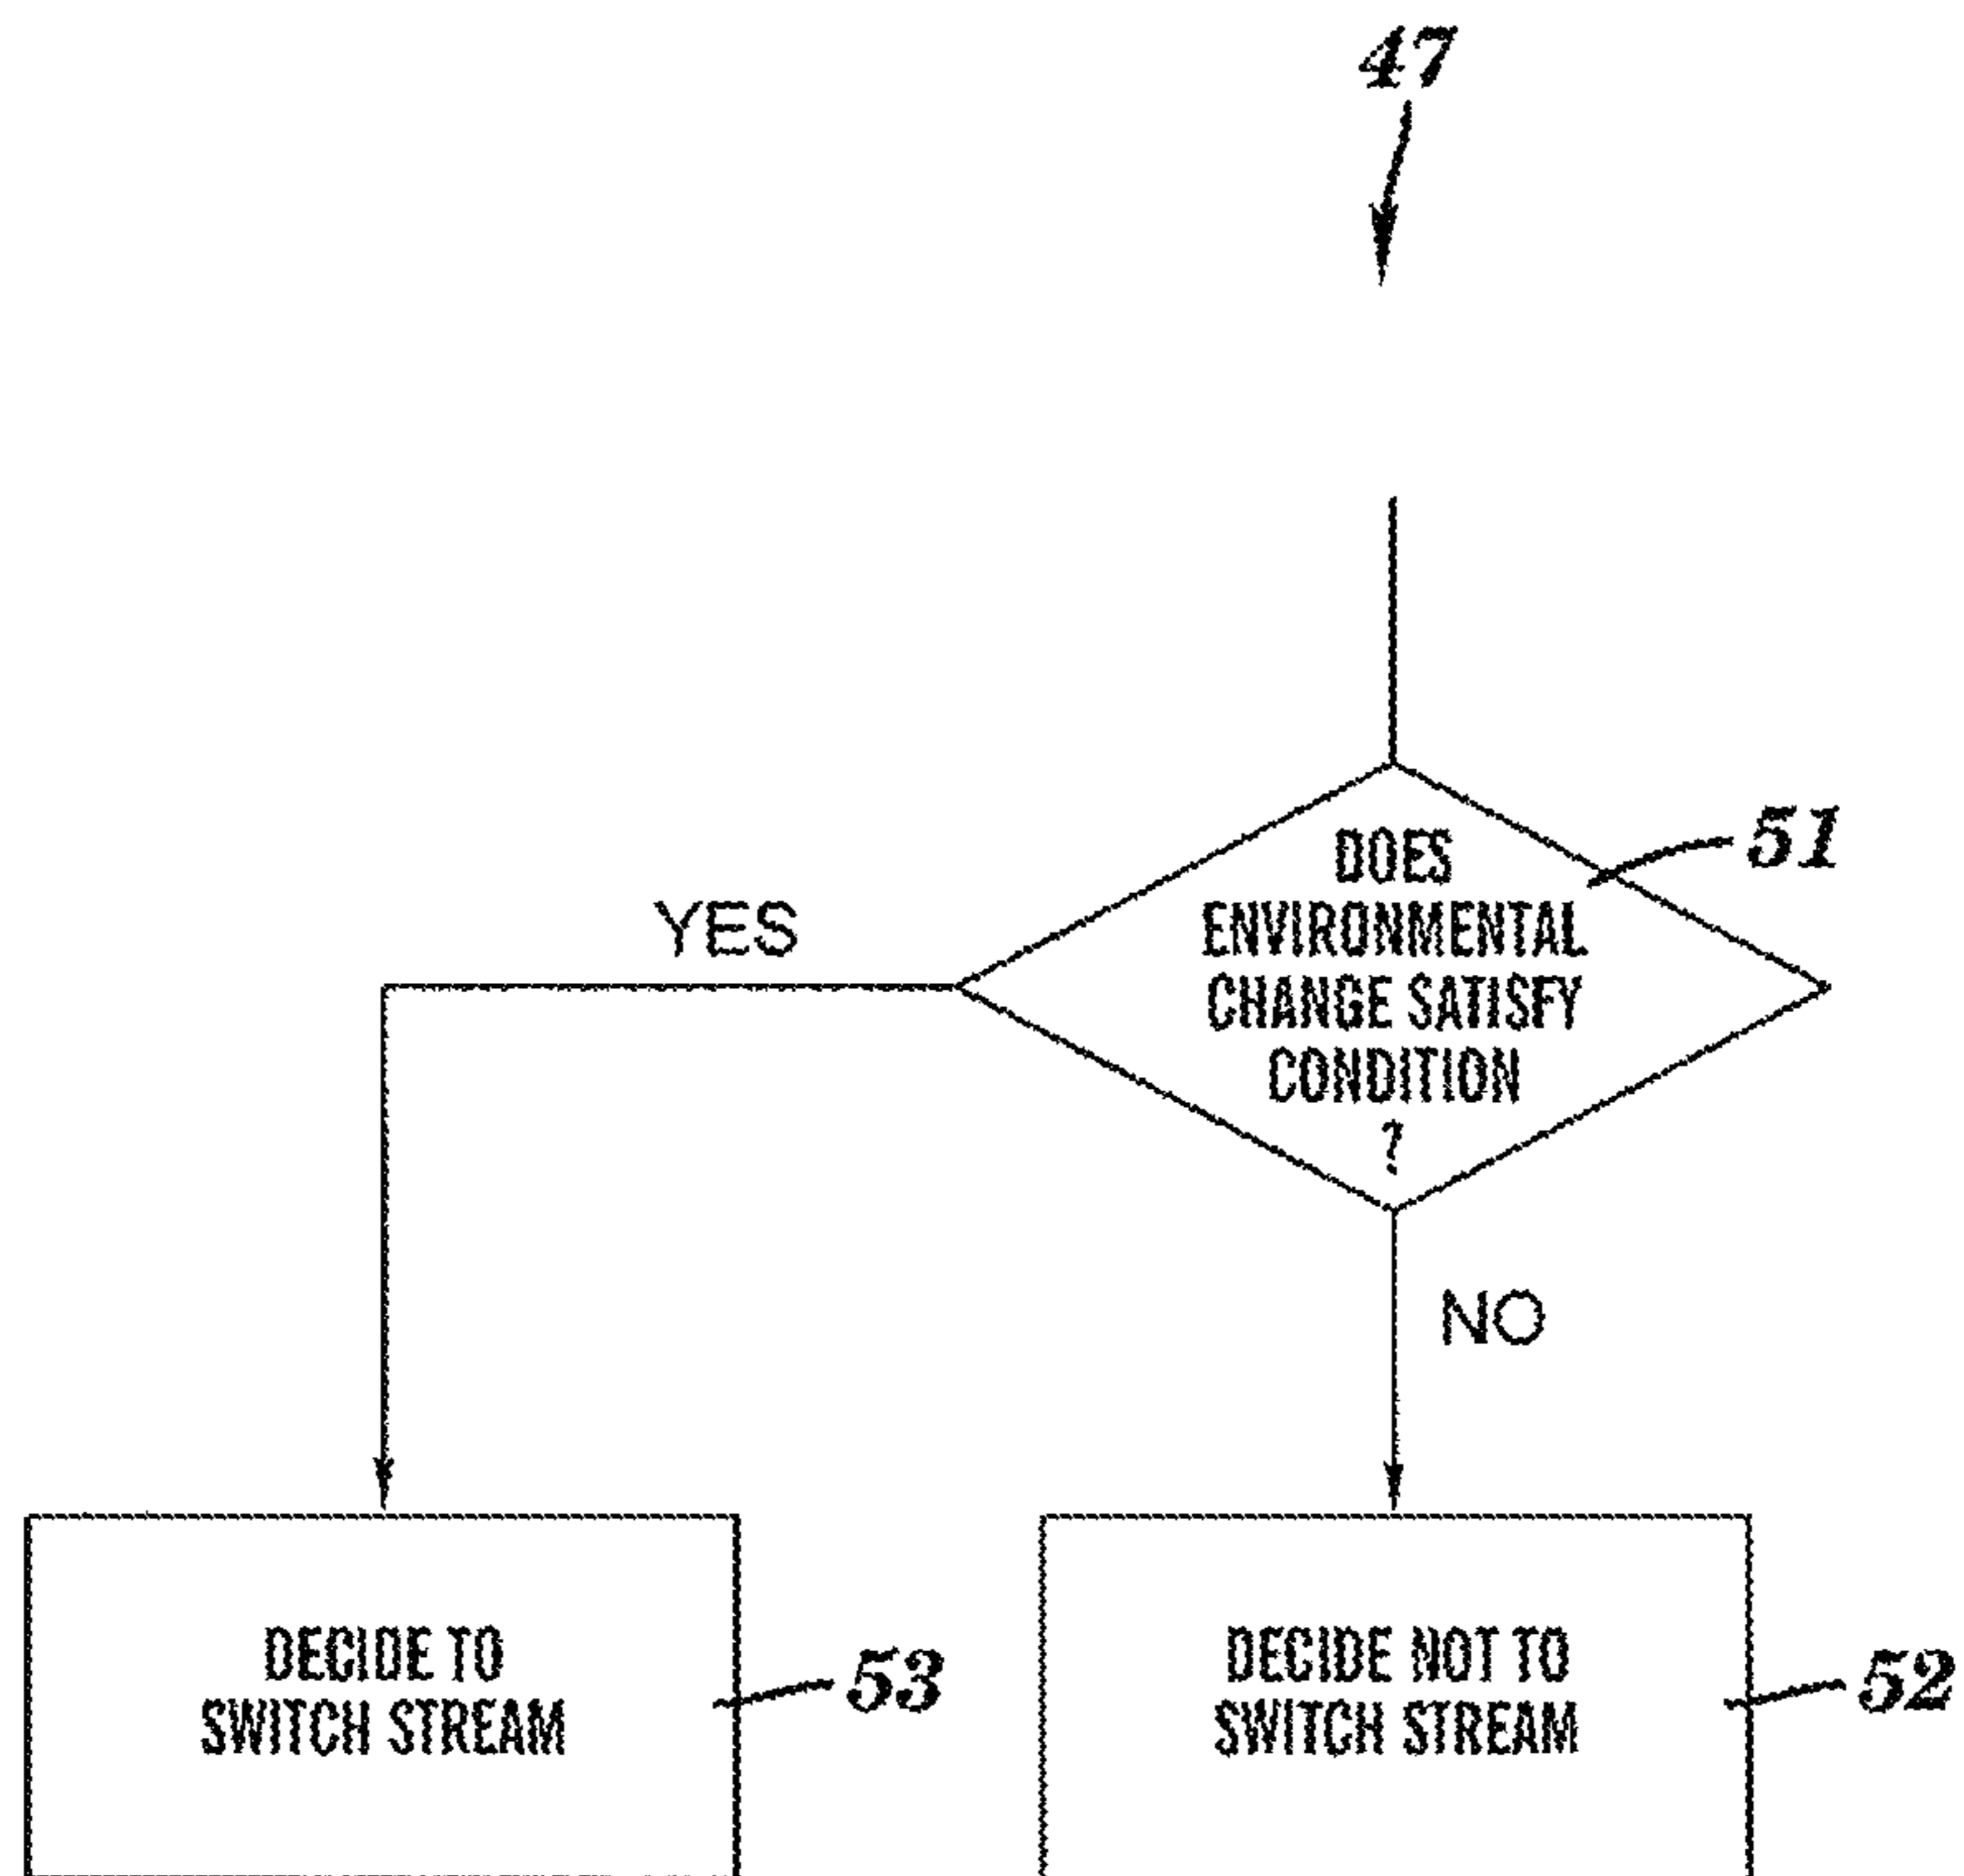 47
DOES
ENVIRONMENTAL
CHANGE SATISFY
CONDITION
?
51
YES
NO
DECIDE TO
SWITCH STREAM
53
DECIDE NOT TO
SWITCH STREAM
52